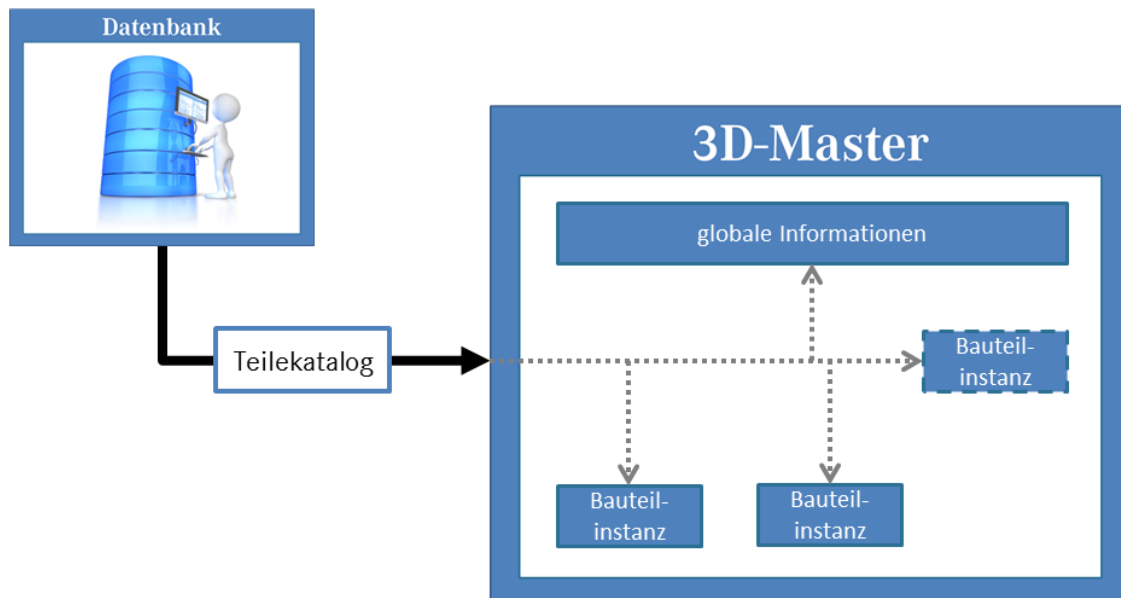 Datenbank
3D-Master
globale Informationen
Teilekatalog
Bauteil-
instanz
Bauteil-
instanz
Bauteil-
instanz